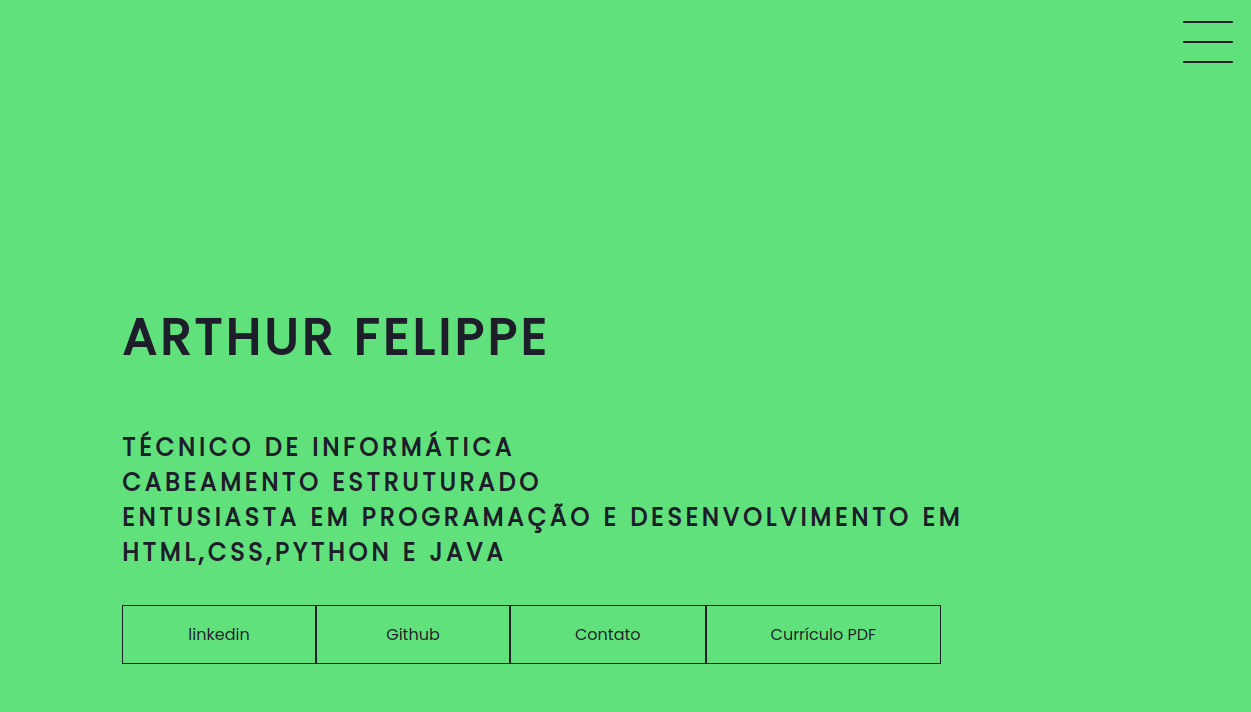 ARTHUR FELIPPE
TÉCNICO DE INFORMÁTICA
CABEAMENTO ESTRUTURADO
ENTUSIASTA EM PROGRAMAÇÃO E DESENVOLVIMENTO EM
HTML,CSS,PYTHON E JAVA
linkedin
Github
Contato
Currículo PDF